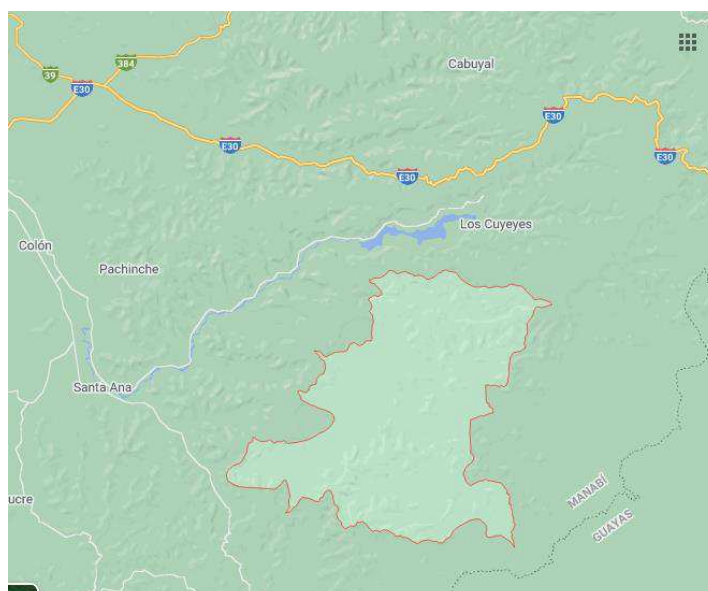 384
Cabuyal
39
E30
E30
E30
E30
E30
Los Cuyeyes
Colón
Pachinche
Santa Ana
ucre
MANABÍ
GUAYAS